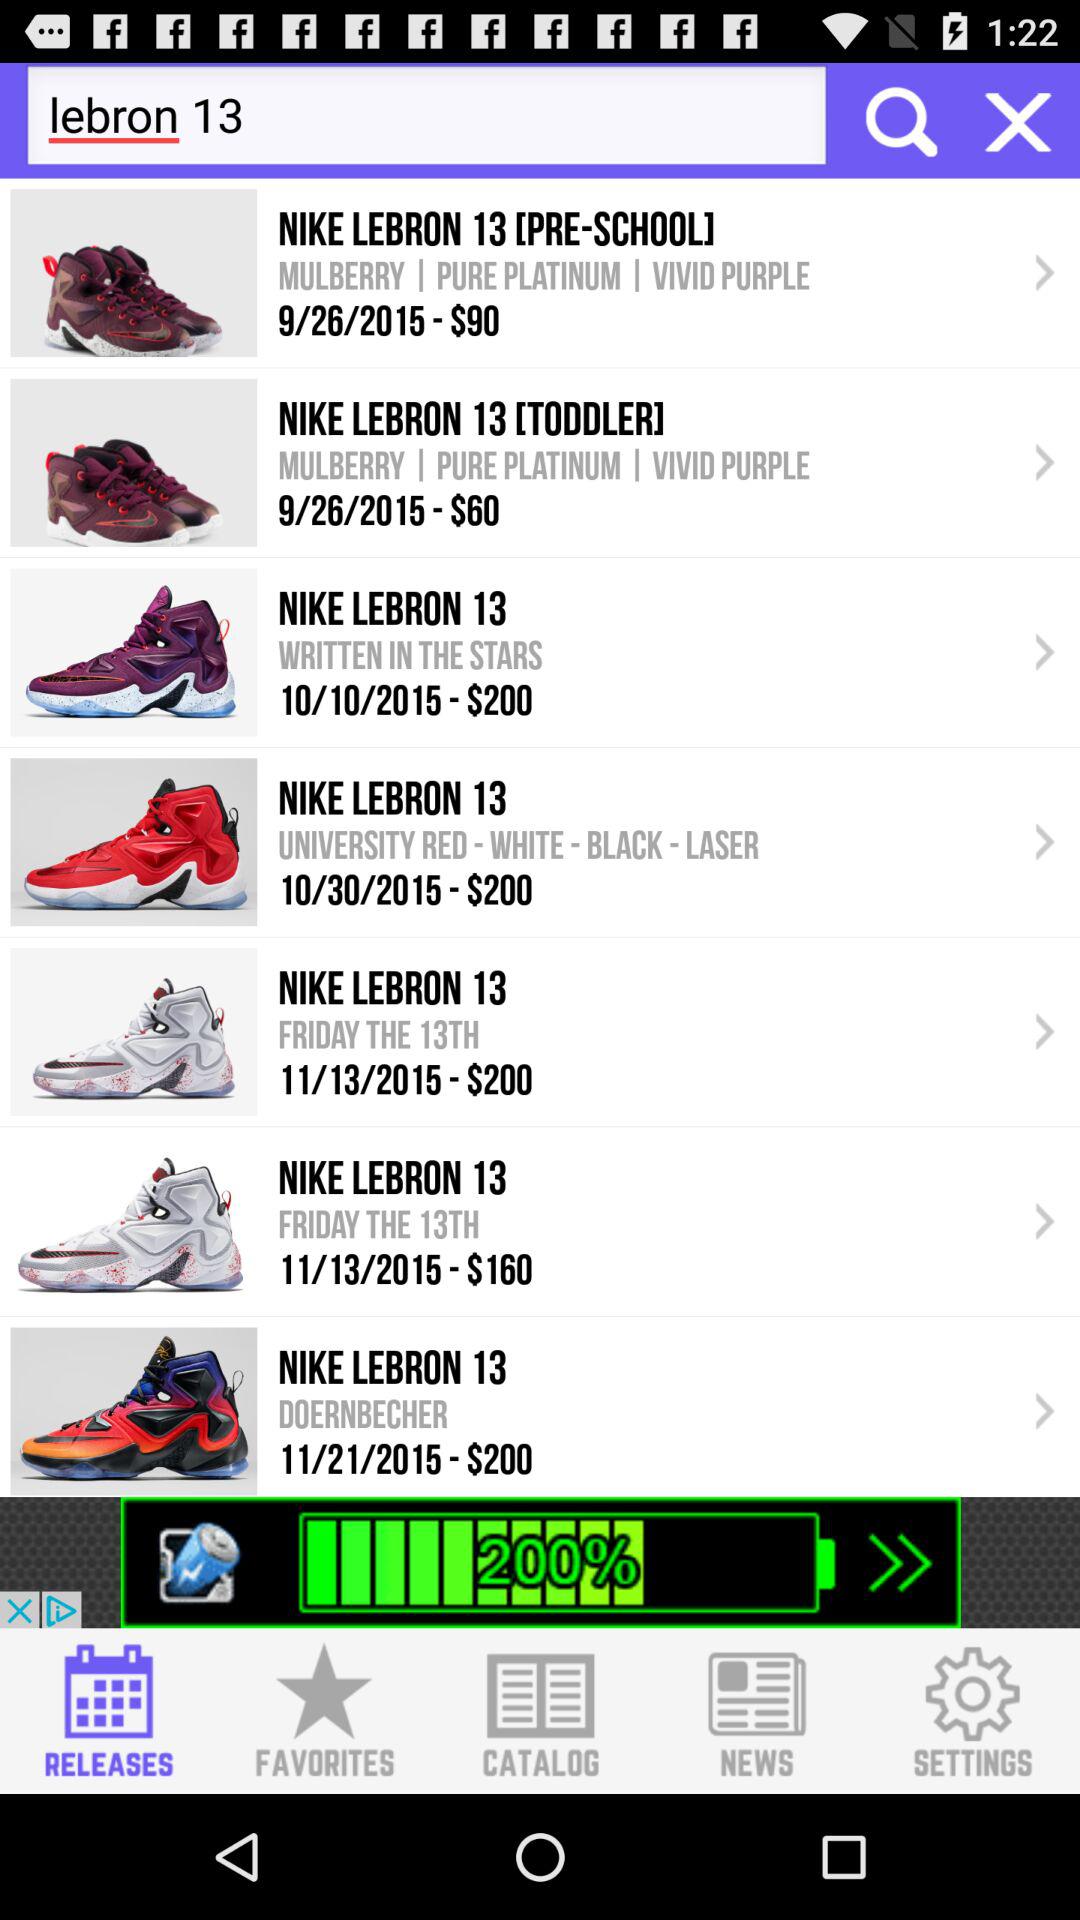 1:22
lebron 13
NIKE LEBRON 13 [PRE-SCHOOL]
MULBERRY | PURE PLATINUM | VIVID PURPLE
9/26/2015 - $90
NIKE LEBRON 13 [TODDLER]
MULBERRY | PURE PLATINUM | VIVID PURPLE
9/26/2015 - $60
NIKE LEBRON 13
WRITTEN IN THE STARS
10/10/2015 - $200
NIKE LEBRON 13
UNIVERSITY RED - WHITE - BLACK - LASER
10/30/2015 - $200
NIKE LEBRON 13
FRIDAY THE 13TH
11/13/2015 - $200
NIKE LEBRON 13
FRIDAY THE 13TH
11/13/2015 - $160
NIKE LEBRON 13
DOERNBECHER
11/21/2015 - $200
200%
RELEASES
FAVORITES
CATALOG
NEWS
SETTINGS